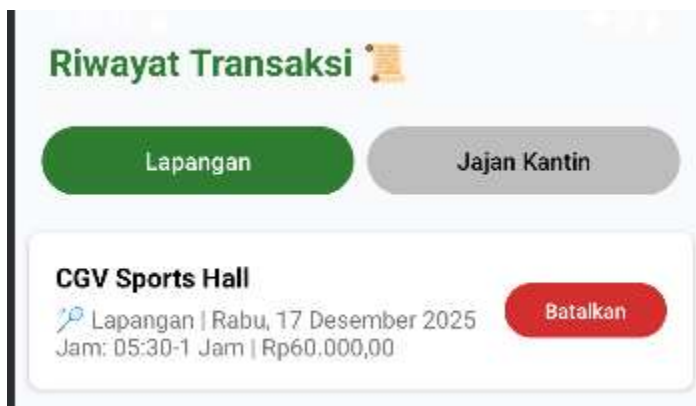 Riwayat Transaksi 📜
Lapangan
Jajan Kantin
CGV Sports Hall
🏸 Lapangan | Rabu, 17 Desember 2025
Jam: 05:30-1 Jam | Rp60.000,00
Batalkan